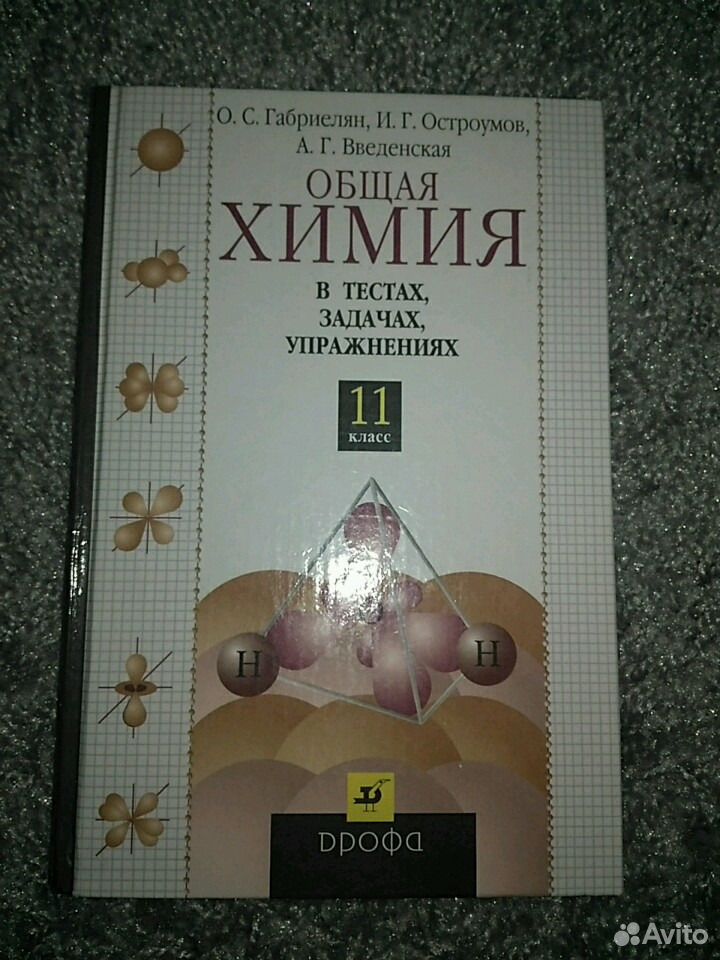 О. С. Габриелян, И. Г. Остроумов,
А. Г. Введенская
ОБЩАЯ
ХИМИЯ
В ТЕСТАХ,
ЗАДАЧАХ,
УПРАЖНЕНИЯХ
11
класс
H
H
дрофа
Avito